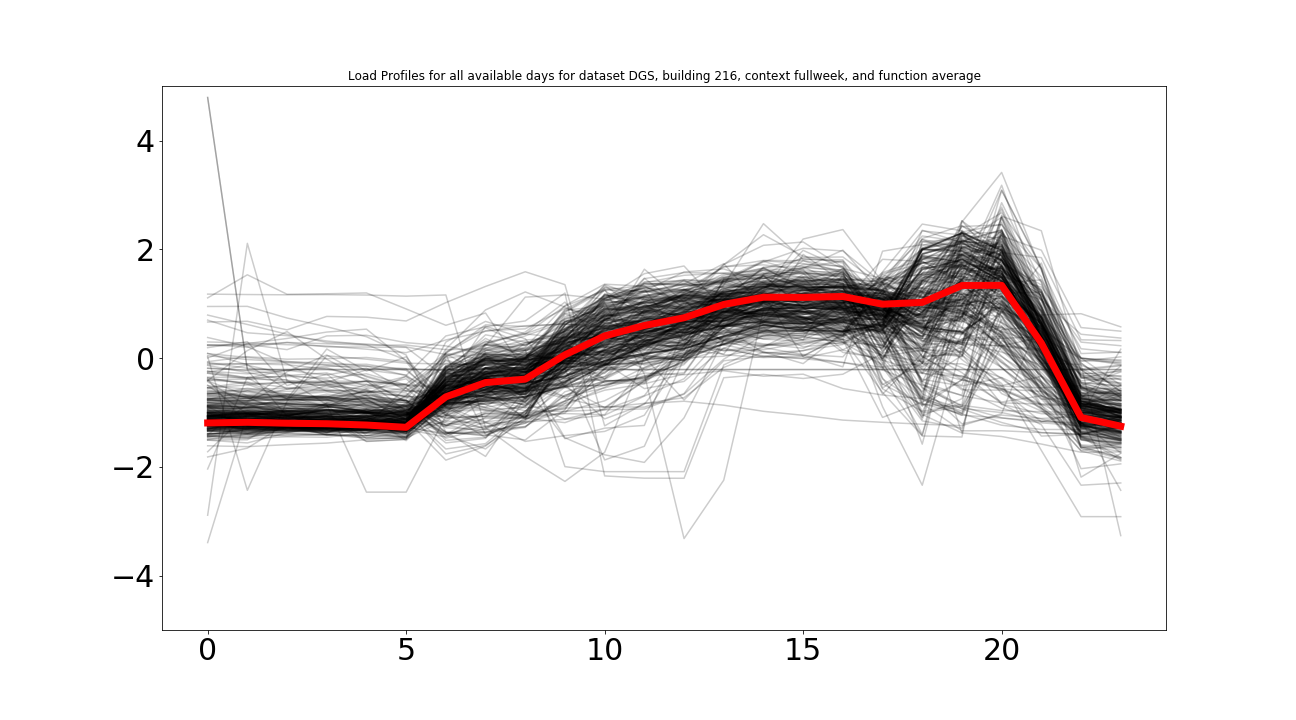 Load Profiles for all available days for dataset DGS, building 216, context fullweek, and function average
4
2
0
−2
−4
0 5 10 15 20